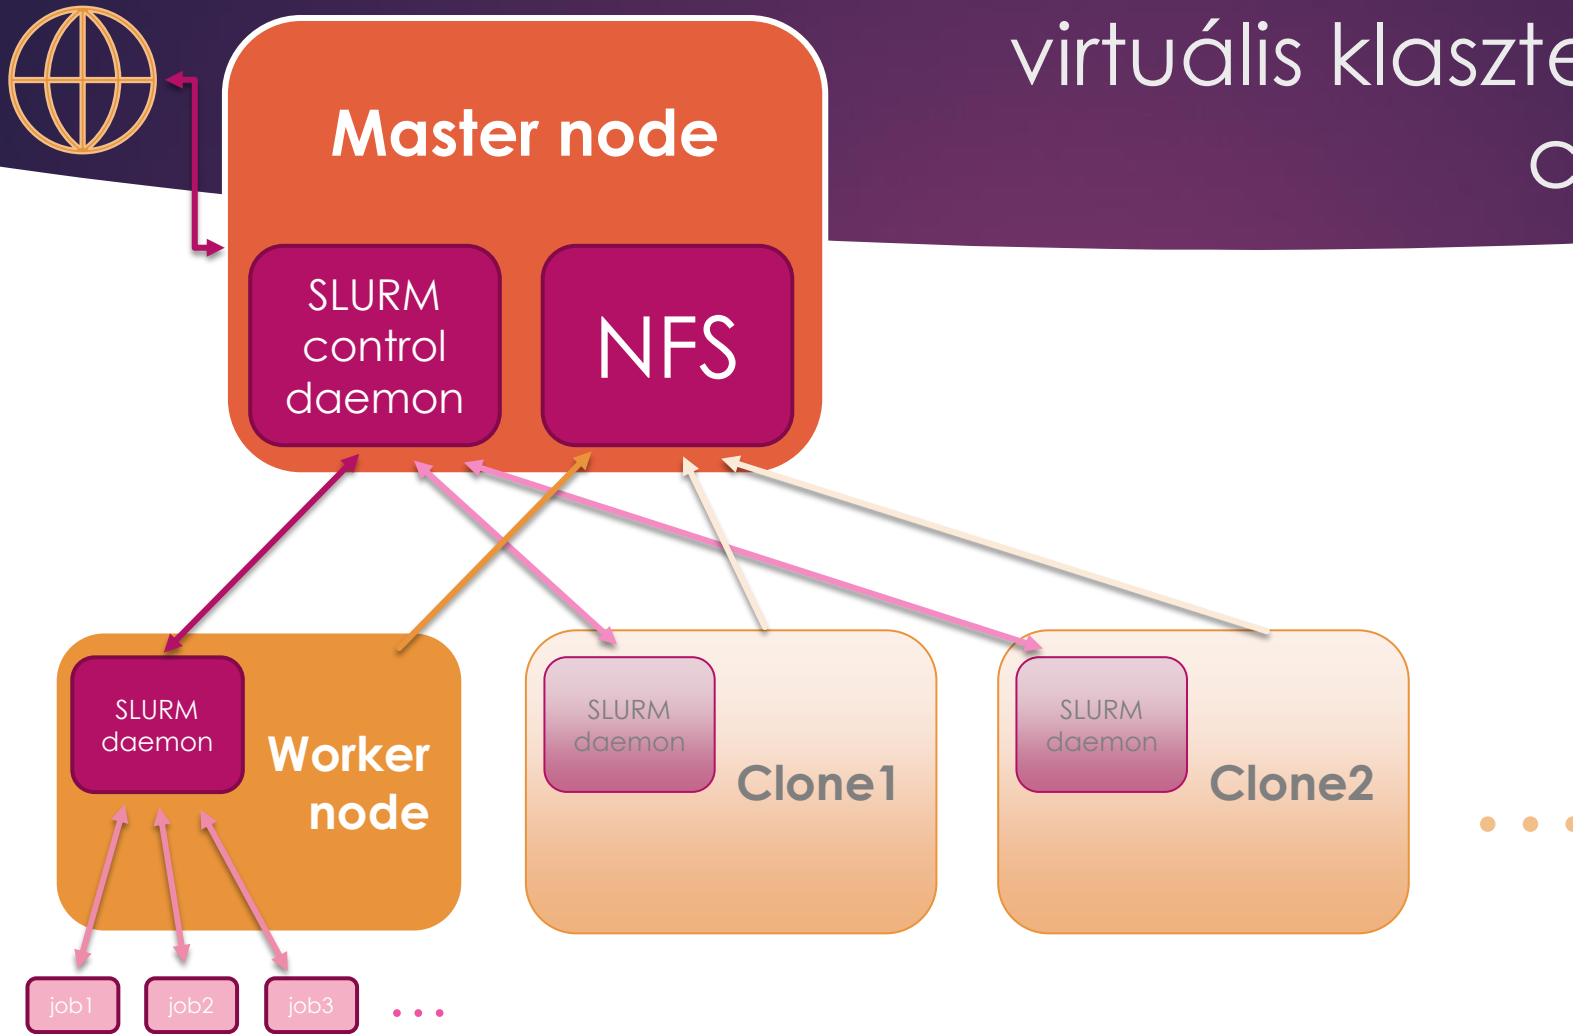 virtuális klaszte
Master node
SLURM
control
daemon
NFS
SLURM
daemon
Worker
node
SLURM
daemon
Clone1
SLURM
daemon
Clone2
...
job1
job2
job3
...